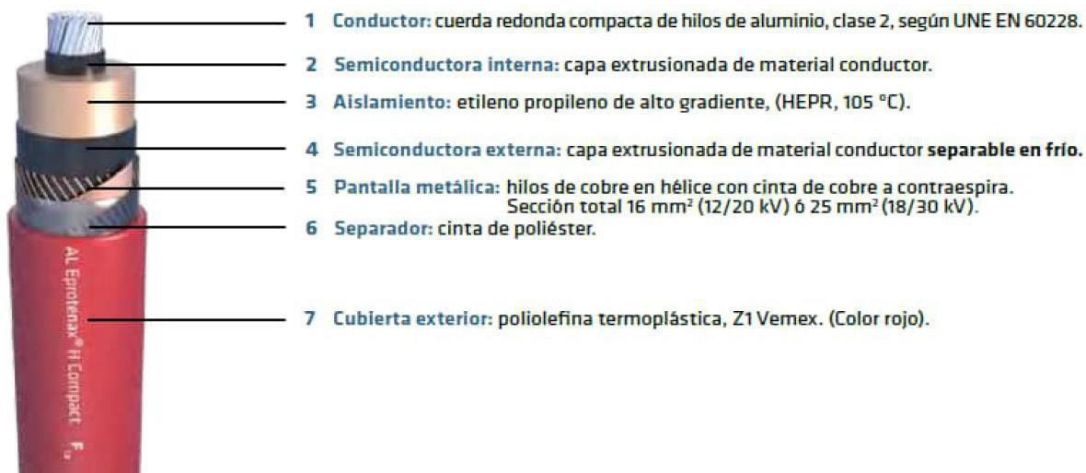 1 Conductor: cuerda redonda compacta de hilos de aluminio, clase 2, según UNE EN 60228.
2 Semiconductora interna: capa extrusionada de material conductor.
3 Aislamiento: etileno propileno de alto gradiente, (HEPR, 105 °C).
4 Semiconductora externa: capa extrusionada de material conductor separable en frío.
5 Pantalla metálica: hilos de cobre en hélice con cinta de cobre a contraespira.
Sección total 16 mm² (12/20 kV) ó 25 mm² (18/30 kV).
6 Separador: cinta de poliéster.
7 Cubierta exterior: poliolefina termoplástica, Z1 Vemex. (Color rojo).
AL Eprotenax® H Compact F